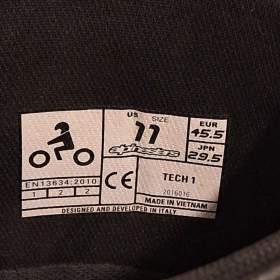 US 11 SIZE
EUR 45.5
JPN 29.5
alpinestars
EN13634:2010
1 2 2
CE
TECH 1
2016016
MADE IN VIETNAM
DESIGNED AND DEVELOPED IN ITALY